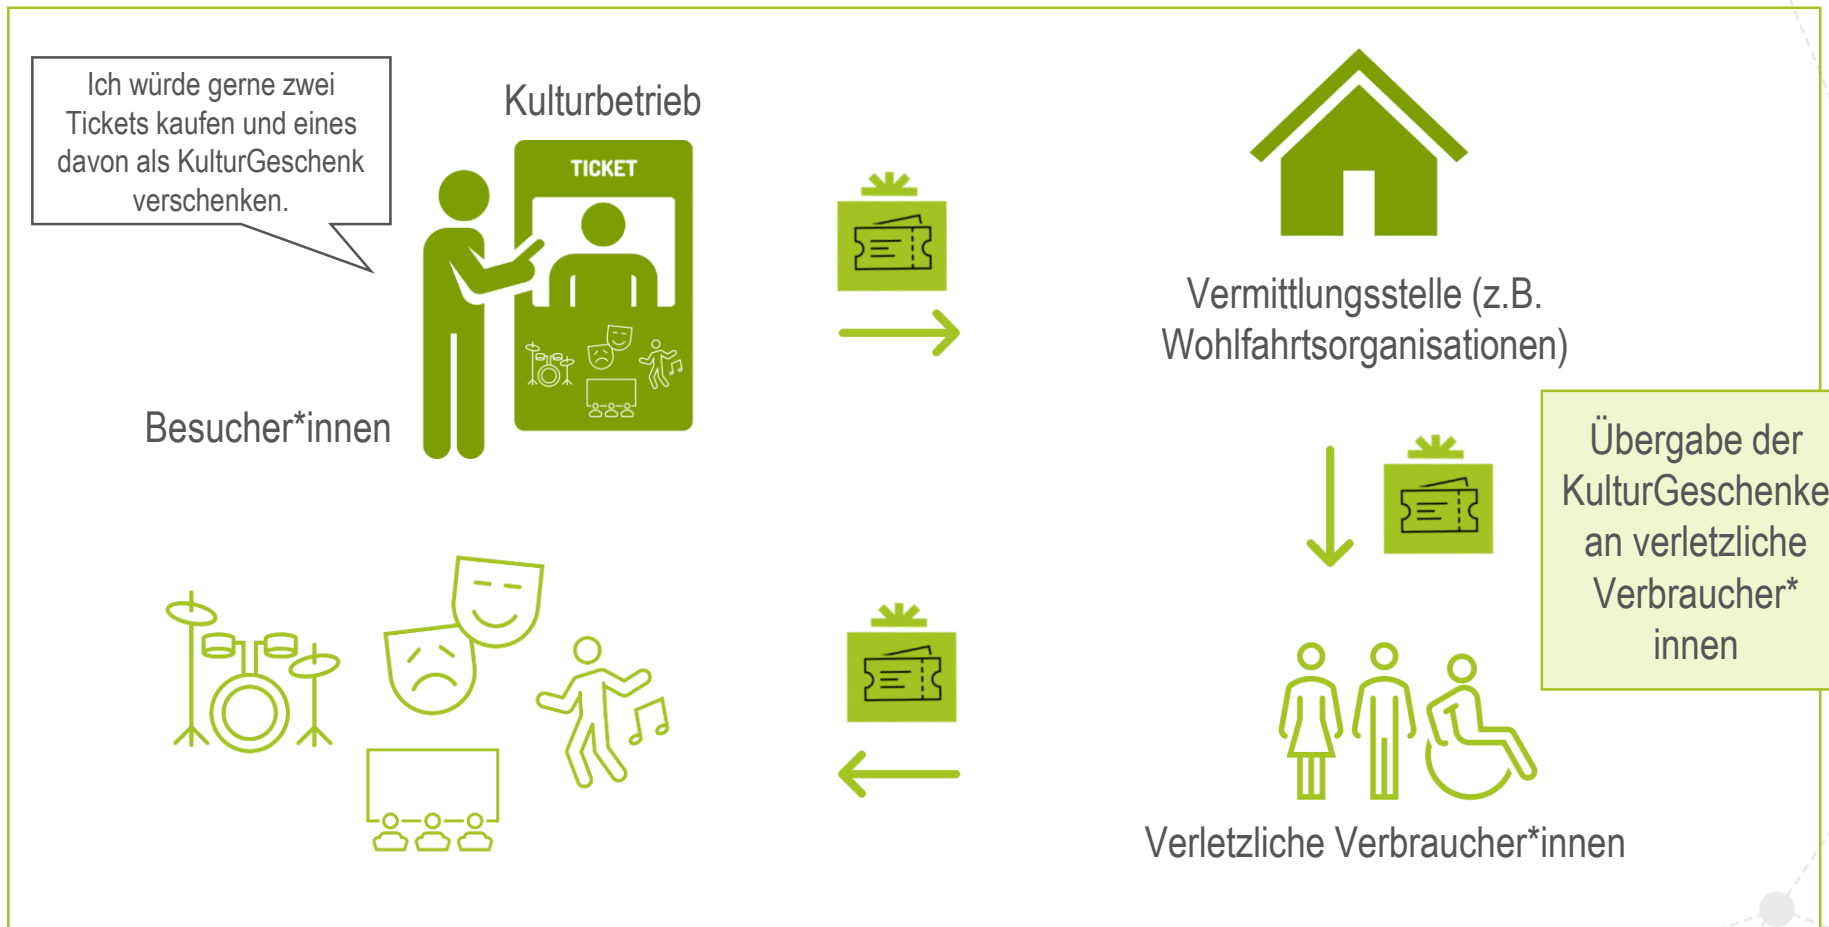 Ich würde gerne zwei
Tickets kaufen und eines
davon als KulturGeschenk
verschenken.
Kulturbetrieb
TICKET
Besucher*innen
Vermittlungsstelle (z.B.
Wohlfahrtsorganisationen)
Übergabe der
KulturGeschenke
an verletzliche
Verbraucher*
innen
Verletzliche Verbraucher*innen